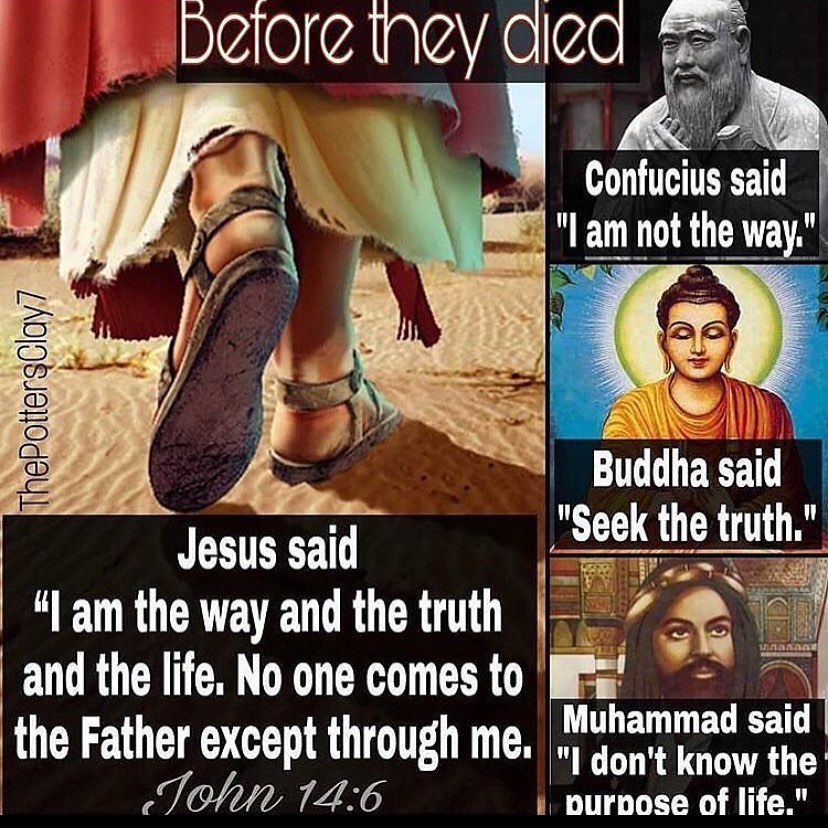 Before they died
ThePottersClay7
Jesus said
“I am the way and the truth
and the life. No one comes to
the Father except through me.
John 14:6
Confucius said
"I am not the way."
Buddha said
"Seek the truth."
Muhammad said
"I don't know the
purpose of life."